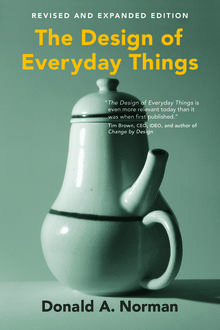 REVISED AND EXPANDED EDITION
The Design of
Everyday Things
"The Design of Everyday Things is
even more relevant today than it
was when first published."
Tim Brown, CEO, IDEO, and author of
Change by Design
Donald A. Norman